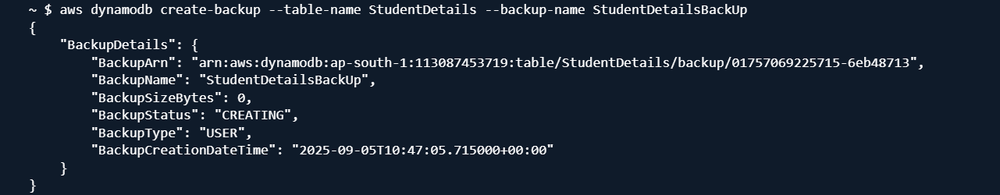 ~ $ aws dynamodb create-backup --table-name StudentDetails --backup-name StudentDetailsBackUp
{
    "BackupDetails": {
        "BackupArn": "arn:aws:dynamodb:ap-south-1:113087453719:table/StudentDetails/backup/01757069225715-6eb48713",
        "BackupName": "StudentDetailsBackUp",
        "BackupSizeBytes": 0,
        "BackupStatus": "CREATING",
        "BackupType": "USER",
        "BackupCreationDateTime": "2025-09-05T10:47:05.715000+00:00"
    }
}